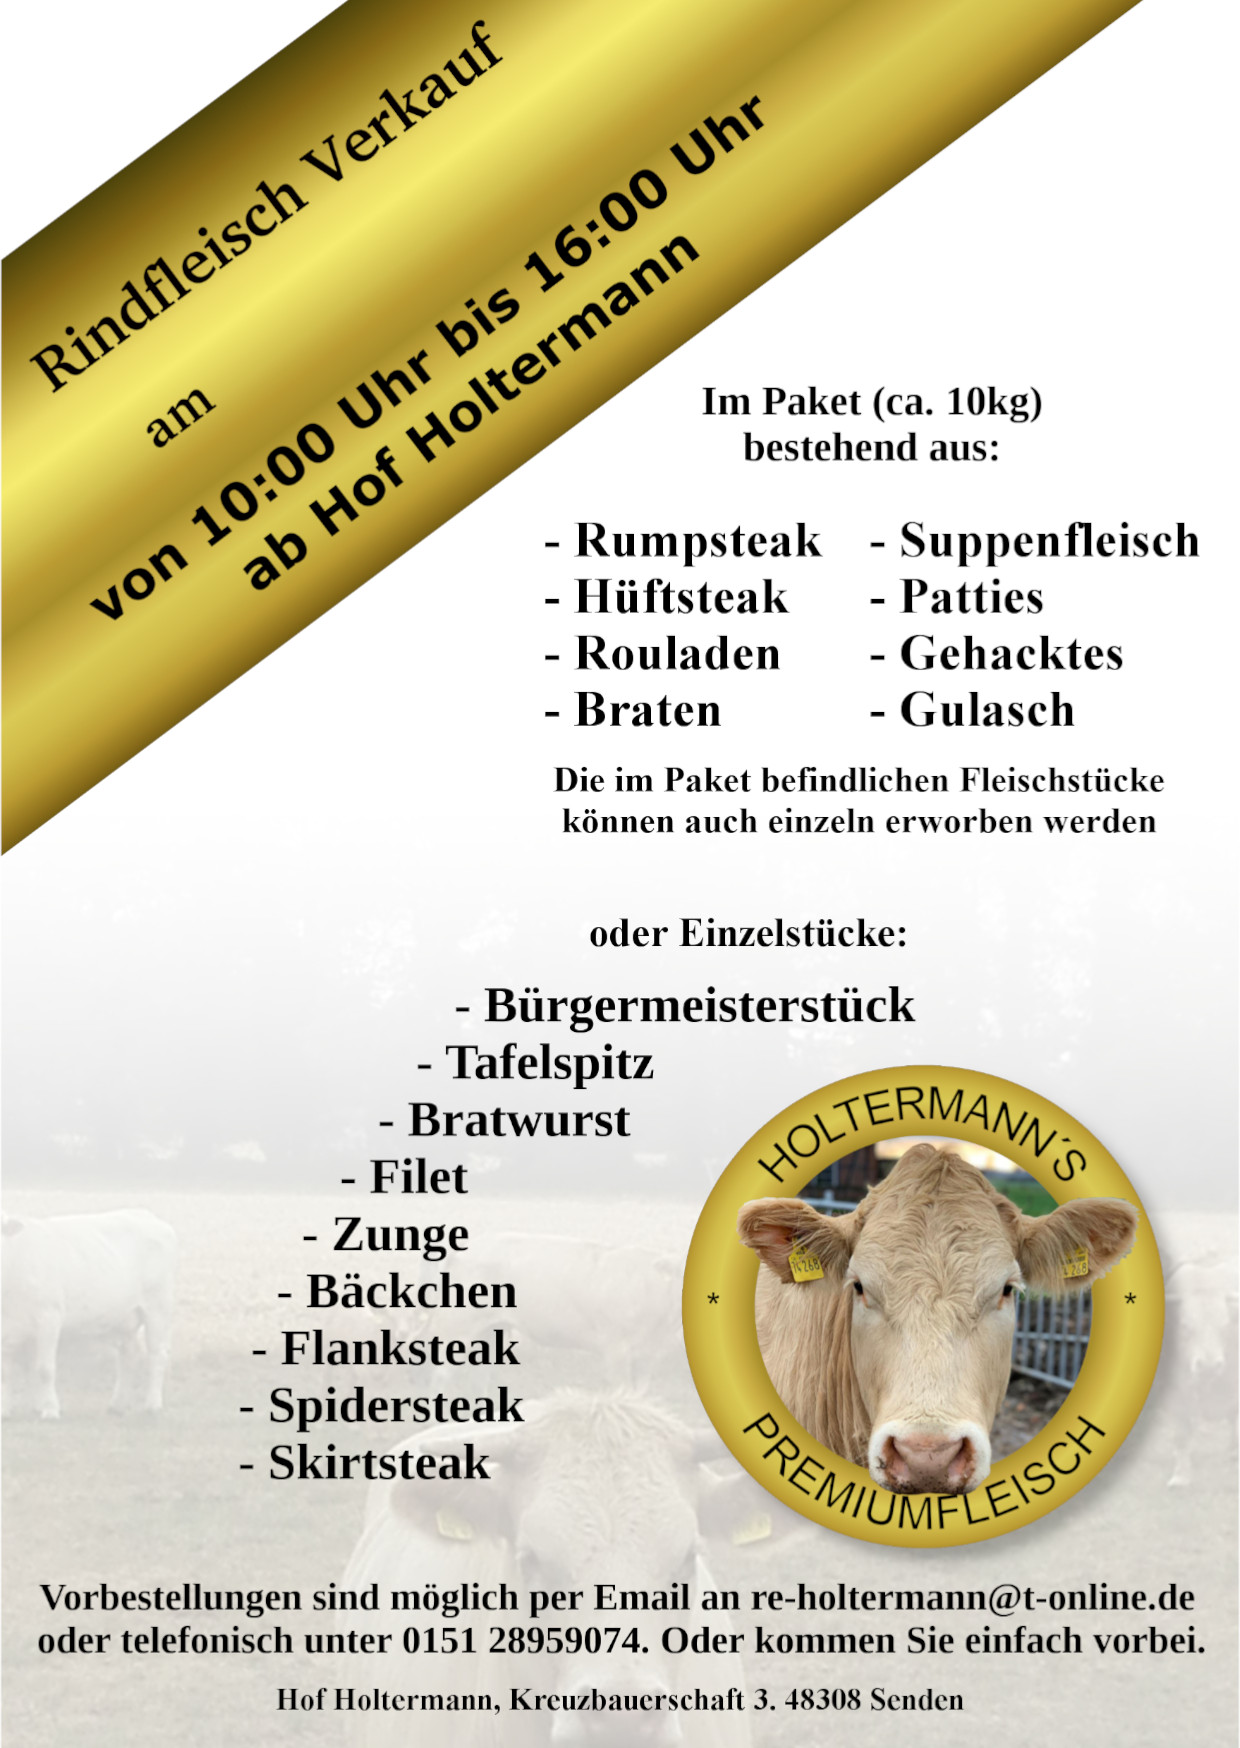 Rindfleisch Verkauf
am
von 10:00 Uhr bis 16:00 Uhr
ab Hof Holtermann
Im Paket (ca. 10kg)
bestehend aus:
- Rumpsteak
- Hüftsteak
- Rouladen
- Braten
- Suppenfleisch
- Patties
- Gehacktes
- Gulasch
Die im Paket befindlichen Fleischstücke
können auch einzeln erworben werden
oder Einzelstücke:
- Bürgermeisterstück
- Tafelspitz
- Bratwurst
- Filet
- Zunge
- Bäckchen
- Flanksteak
- Spidersteak
- Skirtsteak
HOLTERMANN´S
* *
PREMIUMFLEISCH
Vorbestellungen sind möglich per Email an re-holtermann@t-online.de
oder telefonisch unter 0151 28959074. Oder kommen Sie einfach vorbei.
Hof Holtermann, Kreuzbauerschaft 3. 48308 Senden